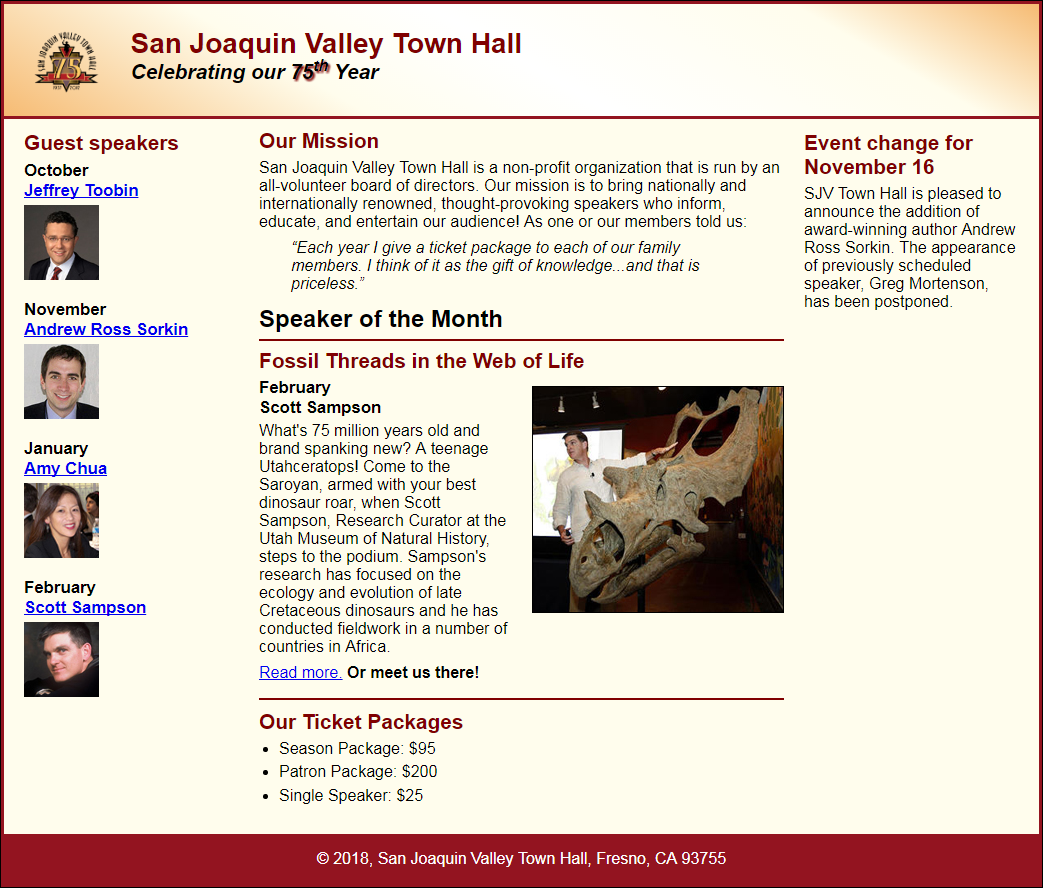 SAN JOAQUIN VALLEY TOWN HALL
75
San Joaquin Valley Town Hall
Celebrating our 75th Year
Guest speakers
October
Jeffrey Toobin
November
Andrew Ross Sorkin
January
Amy Chua
February
Scott Sampson
Our Mission
San Joaquin Valley Town Hall is a non-profit organization that is run by an
all-volunteer board of directors. Our mission is to bring nationally and
internationally renowned, thought-provoking speakers who inform,
educate, and entertain our audience! As one or our members told us:
“Each year I give a ticket package to each of our family
members. I think of it as the gift of knowledge...and that is
priceless.”
Speaker of the Month
Fossil Threads in the Web of Life
February
Scott Sampson
What's 75 million years old and
brand spanking new? A teenage
Utahceratops! Come to the
Saroyan, armed with your best
dinosaur roar, when Scott
Sampson, Research Curator at the
Utah Museum of Natural History,
steps to the podium. Sampson's
research has focused on the
ecology and evolution of late
Cretaceous dinosaurs and he has
conducted fieldwork in a number of
countries in Africa.
Read more. Or meet us there!
Our Ticket Packages
• Season Package: $95
• Patron Package: $200
• Single Speaker: $25
Event change for
November 16
SJV Town Hall is pleased to
announce the addition of
award-winning author Andrew
Ross Sorkin. The appearance
of previously scheduled
speaker, Greg Mortenson,
has been postponed.
© 2018, San Joaquin Valley Town Hall, Fresno, CA 93755